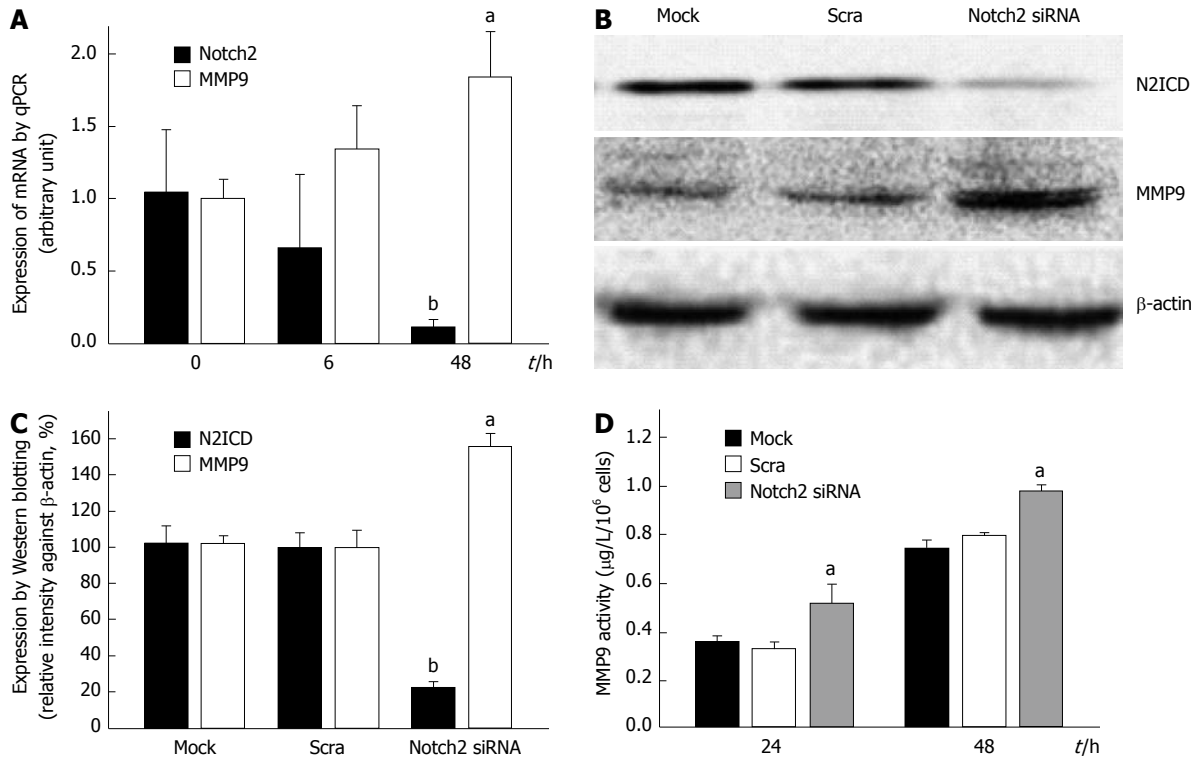 A
Expression of mRNA by qPCR
(arbitrary unit)
a
2.0
1.5
1.0
0.5
0.0
Notch2
MMP9
b
0 6 48 t/h
B
Mock Scra Notch2 siRNA
N2ICD
MMP9
β-actin
C
Expression by Western blotting
(relative intensity against β-actin, %)
a
160
140
120
100
80
60
40
20
0
N2ICD
MMP9
b
Mock Scra Notch2 siRNA
D
MMP9 activity (μg/L/10⁶ cells)
1.2
1.0
0.8
0.6
0.4
0.2
0.0
Mock
Scra
Notch2 siRNA
a
a
24 48 t/h